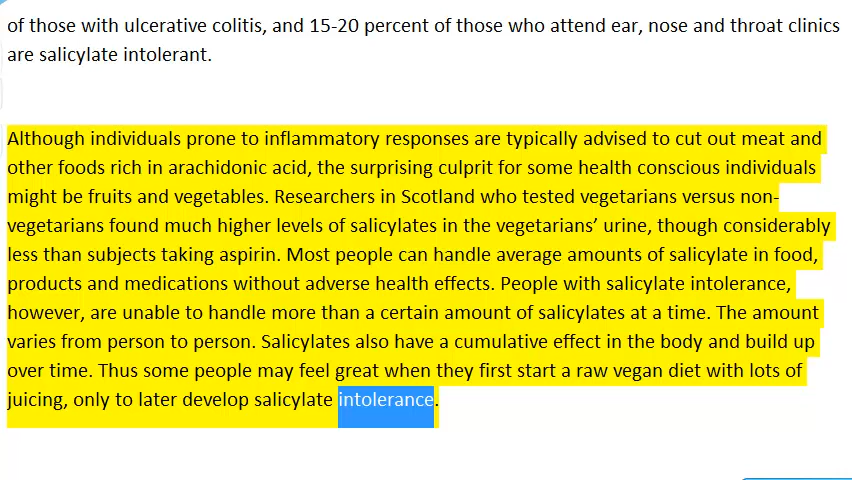 of those with ulcerative colitis, and 15-20 percent of those who attend ear, nose and throat clinics
are salicylate intolerant.
Although individuals prone to inflammatory responses are typically advised to cut out meat and
other foods rich in arachidonic acid, the surprising culprit for some health conscious individuals
might be fruits and vegetables. Researchers in Scotland who tested vegetarians versus non-
vegetarians found much higher levels of salicylates in the vegetarians’ urine, though considerably
less than subjects taking aspirin. Most people can handle average amounts of salicylate in food,
products and medications without adverse health effects. People with salicylate intolerance,
however, are unable to handle more than a certain amount of salicylates at a time. The amount
varies from person to person. Salicylates also have a cumulative effect in the body and build up
over time. Thus some people may feel great when they first start a raw vegan diet with lots of
juicing, only to later develop salicylate intolerance.